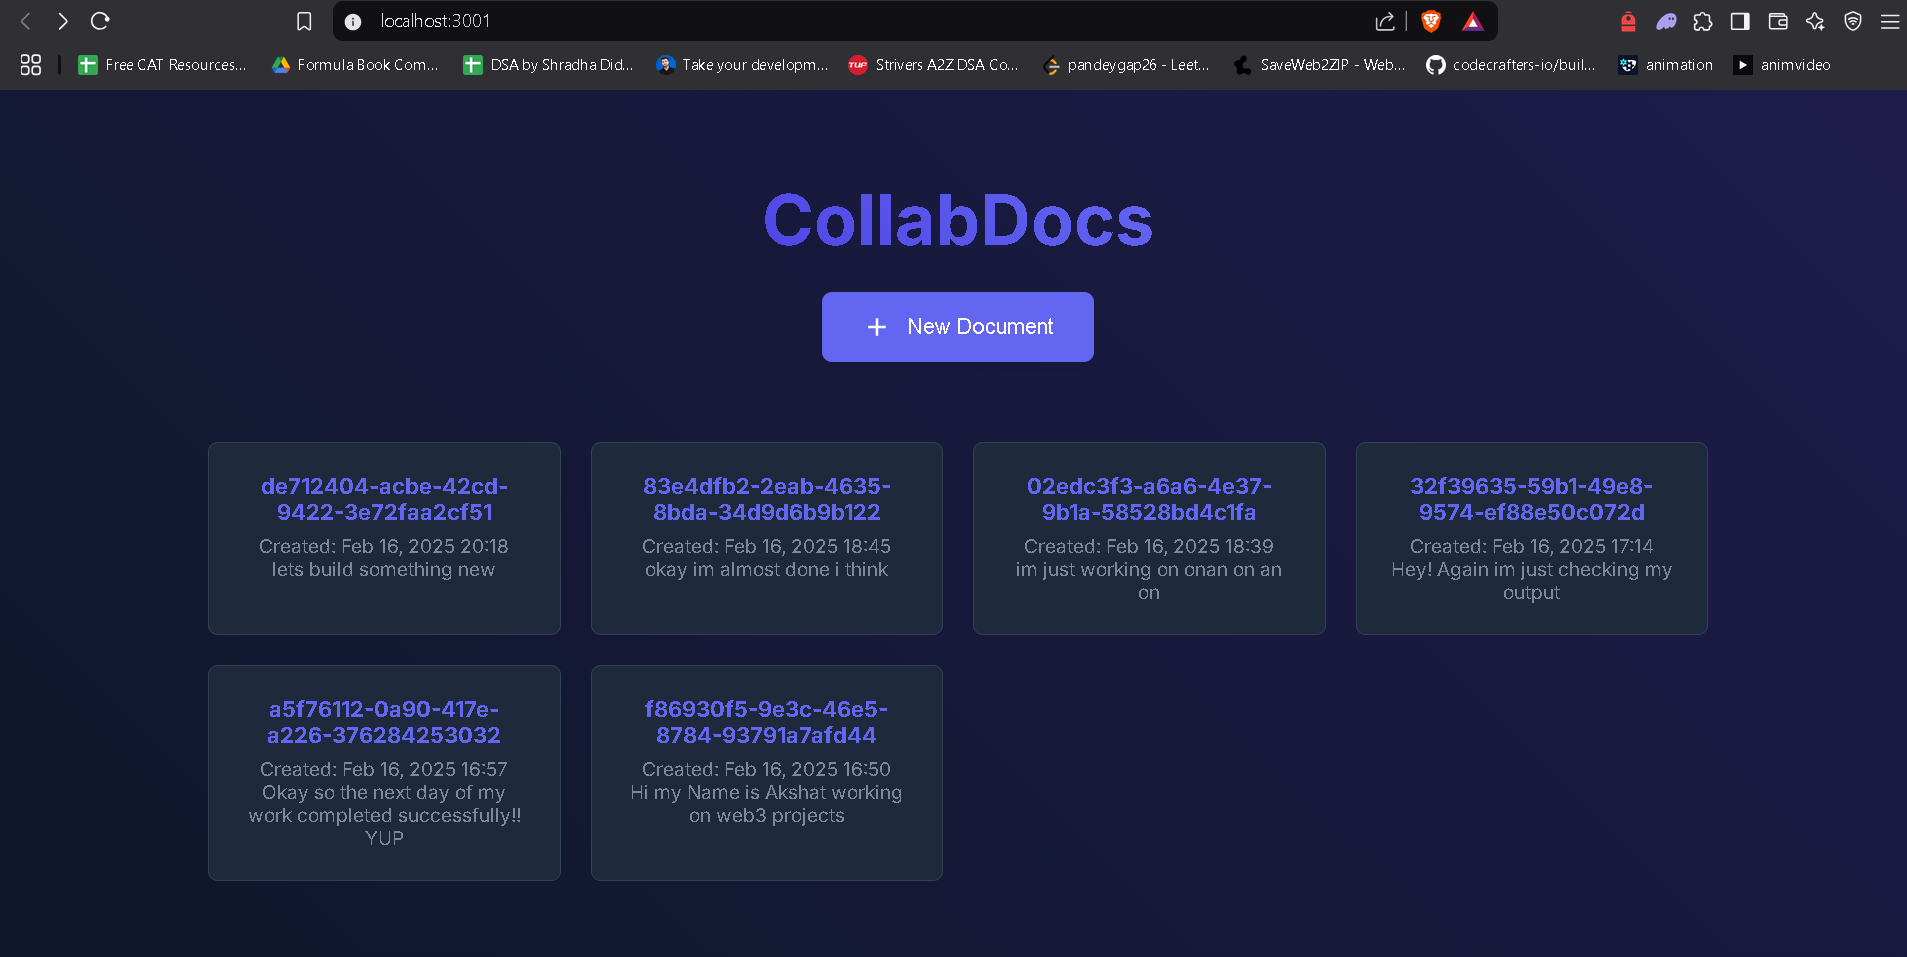 localhost:3001
Free CAT Resources... Formula Book Com... DSA by Shradha Did... Take your developm... TUF Strivers A2Z DSA Co... pandeygap26 - Leet... SaveWeb2ZIP - Web... codecrafters-io/buil... animation animvideo
CollabDocs
+ New Document
de712404-acbe-42cd-
9422-3e72faa2cf51
Created: Feb 16, 2025 20:18
lets build something new
83e4dfb2-2eab-4635-
8bda-34d9d6b9b122
Created: Feb 16, 2025 18:45
okay im almost done i think
02edc3f3-a6a6-4e37-
9b1a-58528bd4c1fa
Created: Feb 16, 2025 18:39
im just working on onan on an
on
32f39635-59b1-49e8-
9574-ef88e50c072d
Created: Feb 16, 2025 17:14
Hey! Again im just checking my
output
a5f76112-0a90-417e-
a226-376284253032
Created: Feb 16, 2025 16:57
Okay so the next day of my
work completed successfully!!
YUP
f86930f5-9e3c-46e5-
8784-93791a7afd44
Created: Feb 16, 2025 16:50
Hi my Name is Akshat working
on web3 projects